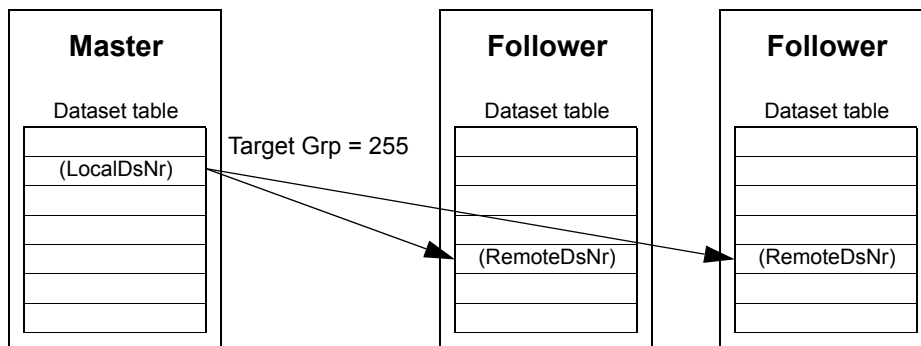 Master
Follower
Follower
Dataset table
Dataset table
Dataset table
Target Grp = 255
(LocalDsNr)
(RemoteDsNr)
(RemoteDsNr)